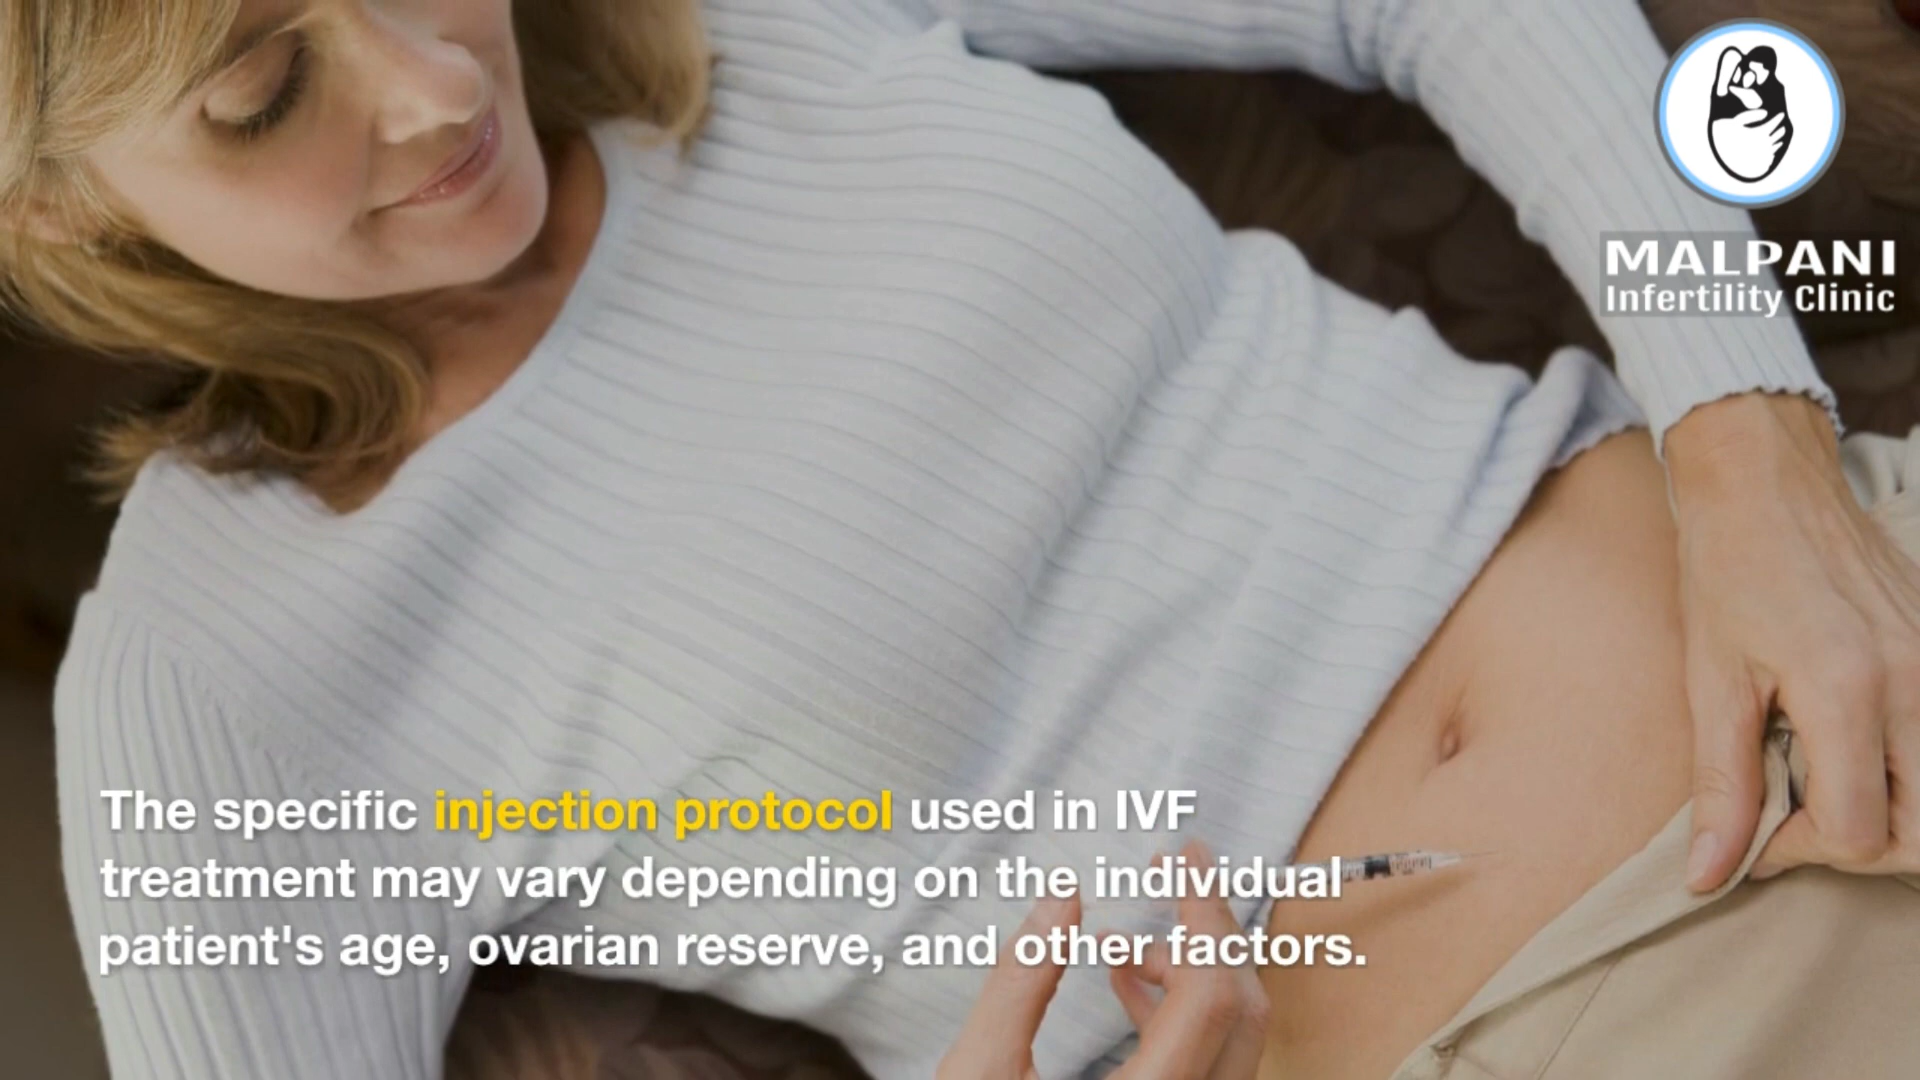 MALPANI
Infertility Clinic
The specific injection protocol used in IVF
treatment may vary depending on the individual
patient's age, ovarian reserve, and other factors.